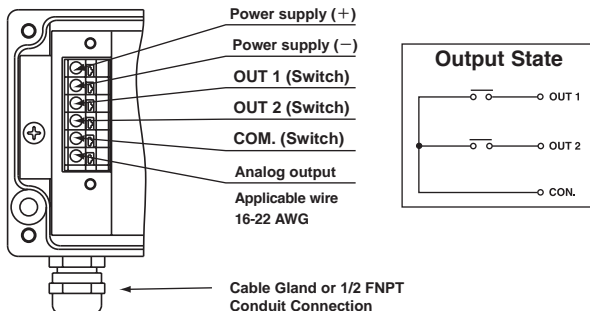 Power supply (+)
Power supply (−)
OUT 1 (Switch)
OUT 2 (Switch)
COM. (Switch)
Analog output
Applicable wire
16-22 AWG
Cable Gland or 1/2 FNPT
Conduit Connection
Output State
OUT 1
OUT 2
CON.